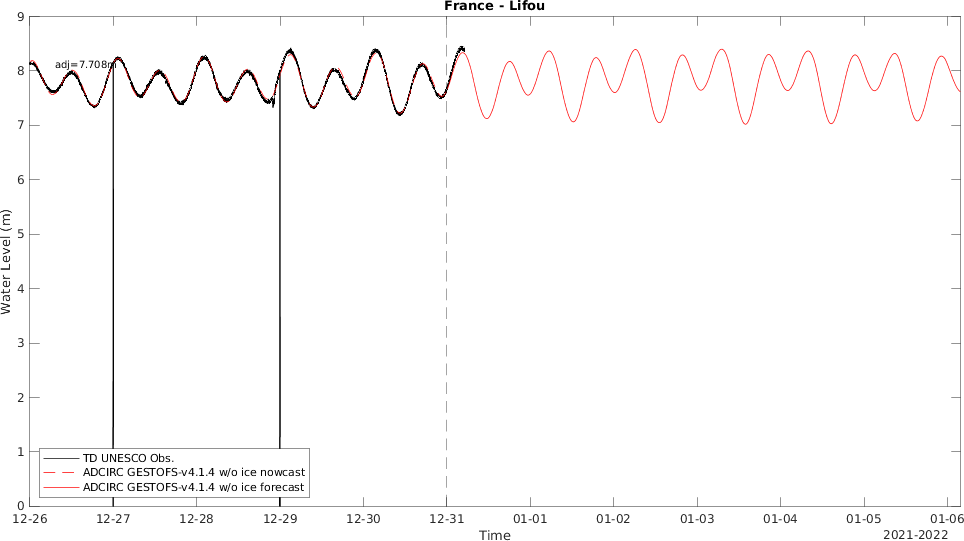 France - Lifou
9
8
7
6
5
4
3
2
1
0
Water Level (m)
adj=7.708m
TD UNESCO Obs.
ADCIRC GESTOFS-v4.1.4 w/o ice nowcast
ADCIRC GESTOFS-v4.1.4 w/o ice forecast
12-26 12-27 12-28 12-29 12-30 12-31 01-01 01-02 01-03 01-04 01-05 01-06
Time
2021-2022